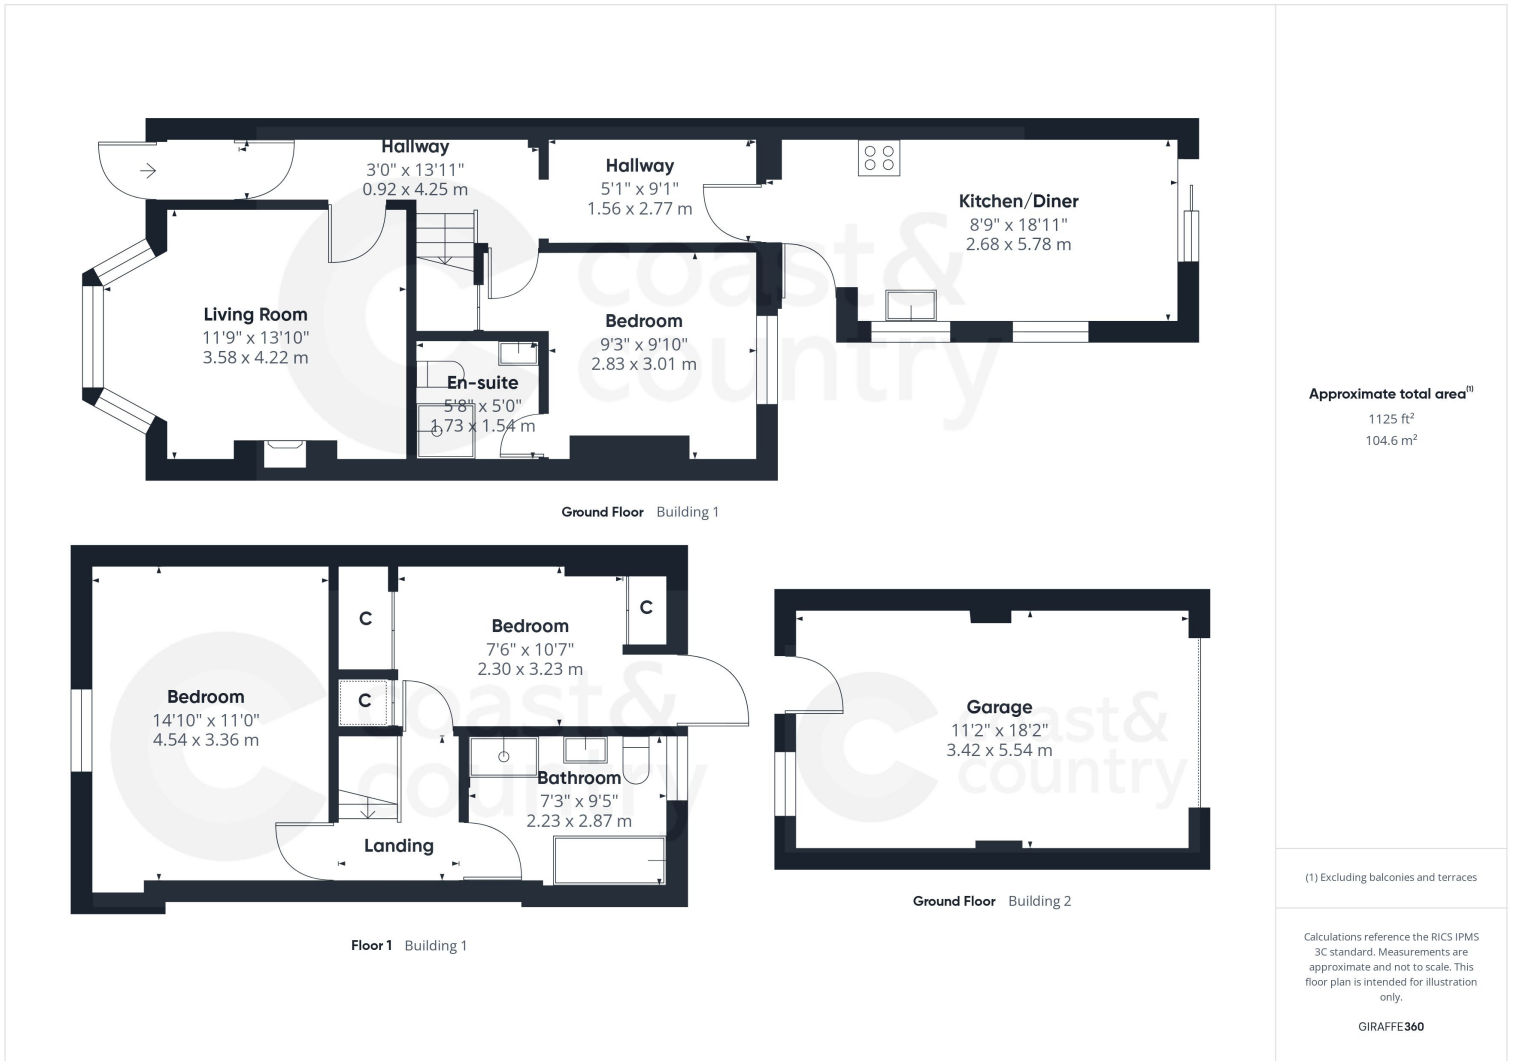 Hallway
3'0" x 13'11"
0.92 x 4.25 m
Hallway
5'1" x 9'1"
1.56 x 2.77 m
Kitchen/Diner
8'9" x 18'11"
2.68 x 5.78 m
Living Room
11'9" x 13'10"
3.58 x 4.22 m
Bedroom
9'3" x 9'10"
2.83 x 3.01 m
En-suite
5'8" x 5'0"
1.73 x 1.54 m
coast&
country
Ground Floor Building 1
Bedroom
14'10" x 11'0"
4.54 x 3.36 m
C
C
Bedroom
7'6" x 10'7"
2.30 x 3.23 m
C
Landing
Bathroom
7'3" x 9'5"
2.23 x 2.87 m
coast&
country
Floor 1 Building 1
Garage
11'2" x 18'2"
3.42 x 5.54 m
coast&
country
Ground Floor Building 2
Approximate total area(1)
1125 ft²
104.6 m²
(1) Excluding balconies and terraces
Calculations reference the RICS IPMS
3C standard. Measurements are
approximate and not to scale. This
floor plan is intended for illustration
only.
GIRAFFE360